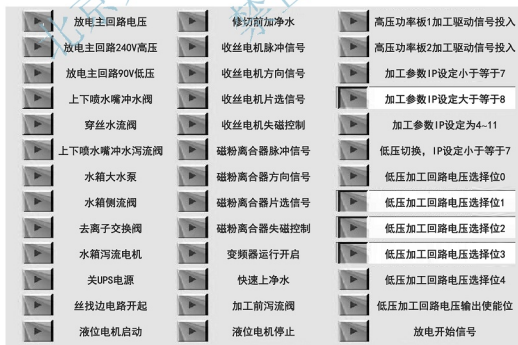 放电主回路电压
放电主回路240V高压
放电主回路90V低压
上下喷水嘴冲水阀
穿丝水流阀
上下喷水嘴冲水泻流阀
水箱大水泵
水箱侧流阀
去离子交换阀
水箱泻流电机
关UPS电源
丝找边电路开起
液位电机启动
修切前加净水
收丝电机脉冲信号
收丝电机方向信号
收丝电机片选信号
收丝电机失磁控制
磁粉离合器脉冲信号
磁粉离合器方向信号
磁粉离合器片选信号
磁粉离合器失磁控制
变频器运行开启
快速上净水
加工前泻流阀
液位电机停止
高压功率板1加工驱动信号投入
高压功率板2加工驱动信号投入
加工参数IP设定小于等于7
加工参数IP设定大于等于8
加工参数IP设定为4~11
低压切换，IP设定小于等于7
低压加工回路电压选择位0
低压加工回路电压选择位1
低压加工回路电压选择位2
低压加工回路电压选择位3
低压加工回路电压选择位4
低压加工回路电压输出使能位
放电开始信号